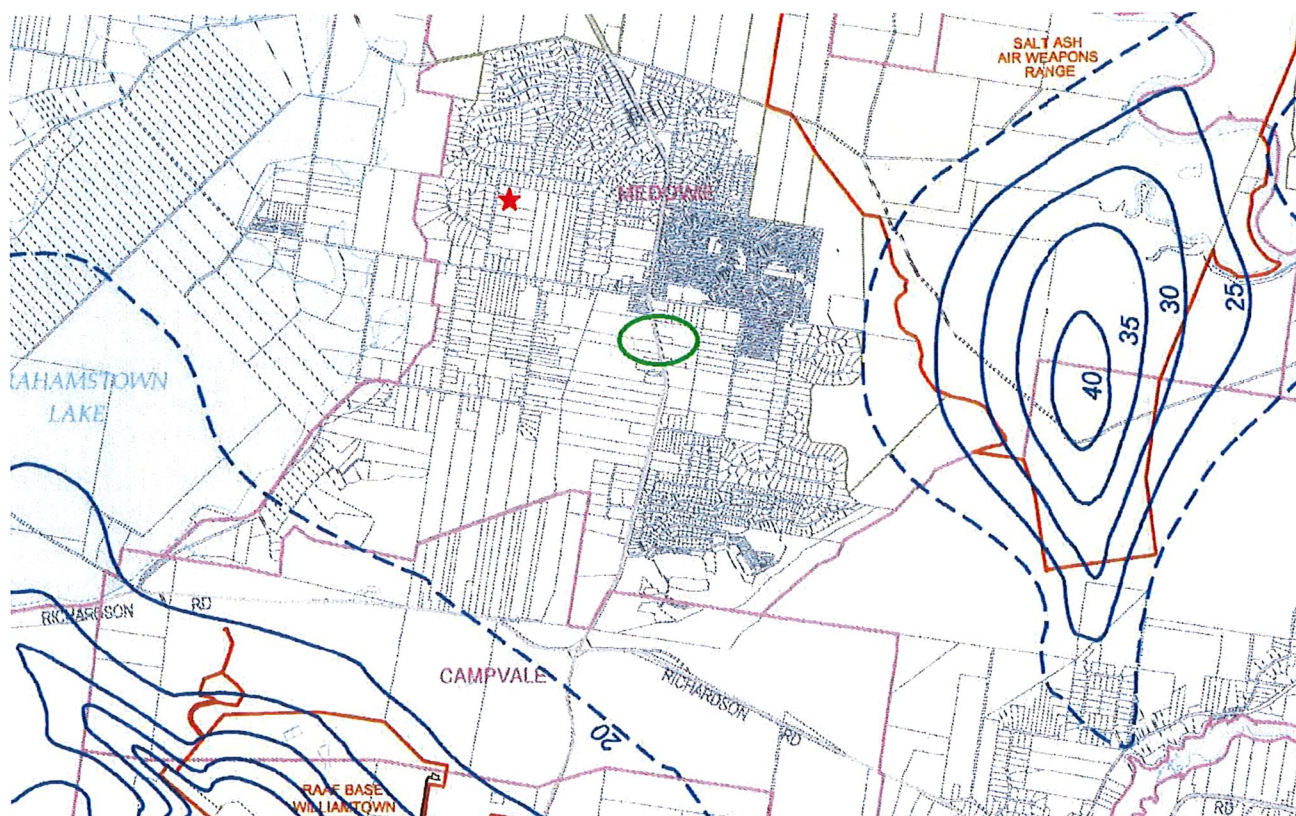 SALT ASH
AIR WEAPONS
RANGE
MEDOWIE
30
25
35
40
RAHAMSTOWN
LAKE
RICHARDSON
RD
CAMPVALE
RICHARDSON
RD
20
RAAF BASE
WILLIAMTOWN
RD